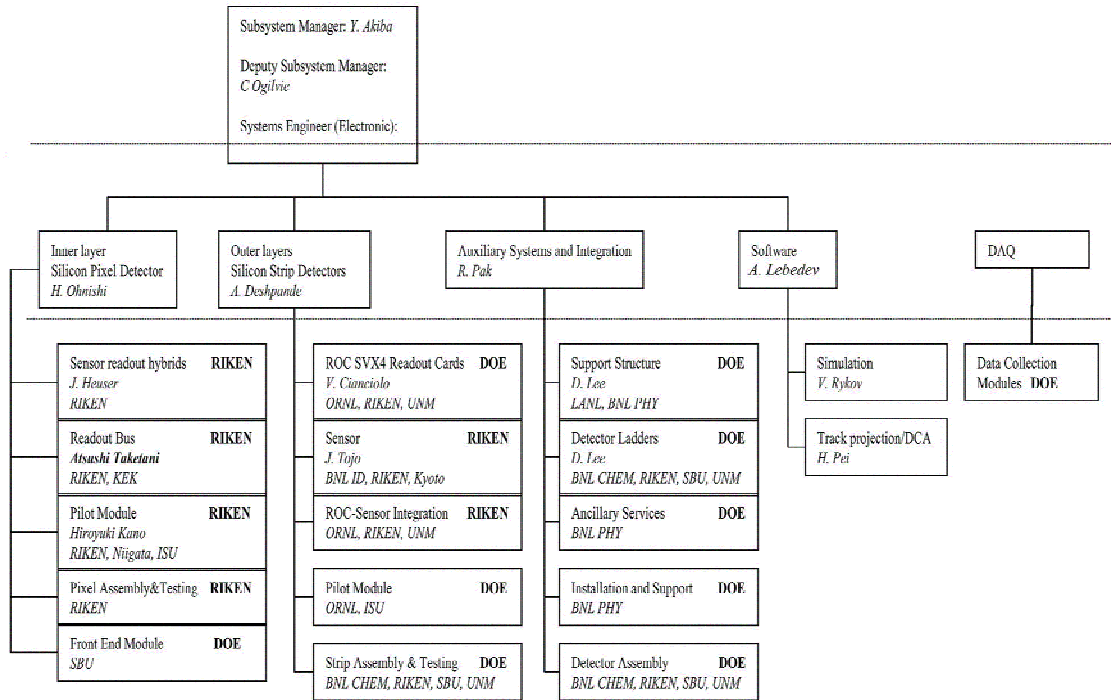 Subsystem Manager: Y. Akiba
Deputy Subsystem Manager:
C Ogilvie
Systems Engineer (Electronic):
Inner layer
Silicon Pixel Detector
H. Ohnishi
Outer layers
Silicon Strip Detectors
A. Deshpande
Auxiliary Systems and Integration
R. Pak
Software
A. Lebedev
DAQ
Sensor readout hybrids RIKEN
J. Heuser
RIKEN
Readout Bus RIKEN
Atsushi Taketani
RIKEN, KEK
Pilot Module RIKEN
Hiroyuki Kano
RIKEN, Niigata, ISU
Pixel Assembly&Testing RIKEN
RIKEN
Front End Module DOE
SBU
ROC SVX4 Readout Cards DOE
V. Cianciolo
ORNL, RIKEN, UNM
Sensor RIKEN
J. Tojo
BNL ID, RIKEN, Kyoto
ROC-Sensor Integration RIKEN
ORNL, RIKEN, UNM
Pilot Module DOE
ORNL, ISU
Strip Assembly & Testing DOE
BNL CHEM, RIKEN, SBU, UNM
Support Structure DOE
D. Lee
LANL, BNL PHY
Detector Ladders DOE
D. Lee
BNL CHEM, RIKEN, SBU, UNM
Ancillary Services DOE
BNL PHY
Installation and Support DOE
BNL PHY
Detector Assembly DOE
BNL CHEM, RIKEN, SBU, UNM
Simulation
V. Rykov
Track projection/DCA
H. Pei
Data Collection
Modules DOE